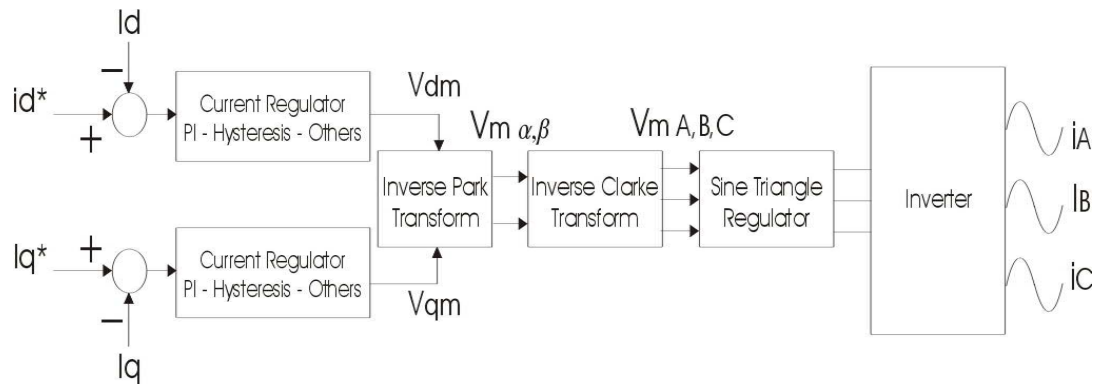 Id
−
id*
+
Current Regulator
PI - Hysteresis - Others
Vdm
Vm α,β
Vm A,B,C
Inverse Park
Transform
Inverse Clarke
Transform
Sine Triangle
Regulator
Inverter
iA
IB
iC
Iq*
+
−
Iq
Current Regulator
PI - Hysteresis - Others
Vqm